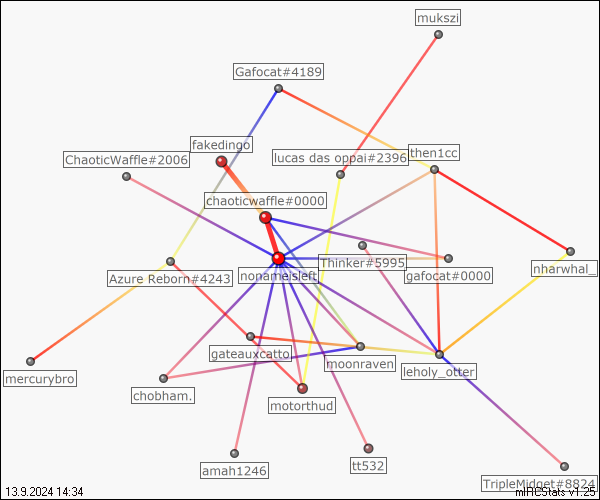 mukszi
Gafocat#4189
fakedingo
then1cc
ChaoticWaffle#2006
lucas das oppai#2396
chaoticwaffle#0000
Thinker#5995
nonameisleft
gafocat#0000
nharwhal_
Azure Reborn#4243
gateauxcatto.
moonraven
leholy_otter
mercurybro
chobham.
motorthud
amah1246
tt532
TripleMidget#8824
13.9.2024 14:34
mIRCStats v1.25